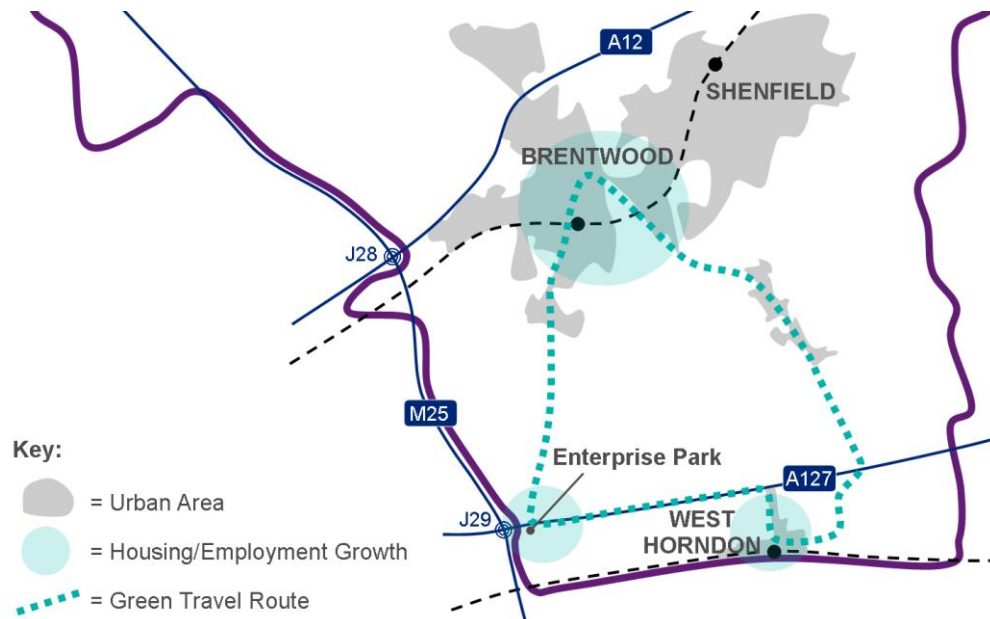 A12
SHENFIELD
BRENTWOOD
J28
M25
Key:
= Urban Area
= Housing/Employment Growth
= Green Travel Route
Enterprise Park
A127
J29
WEST
HORNDON